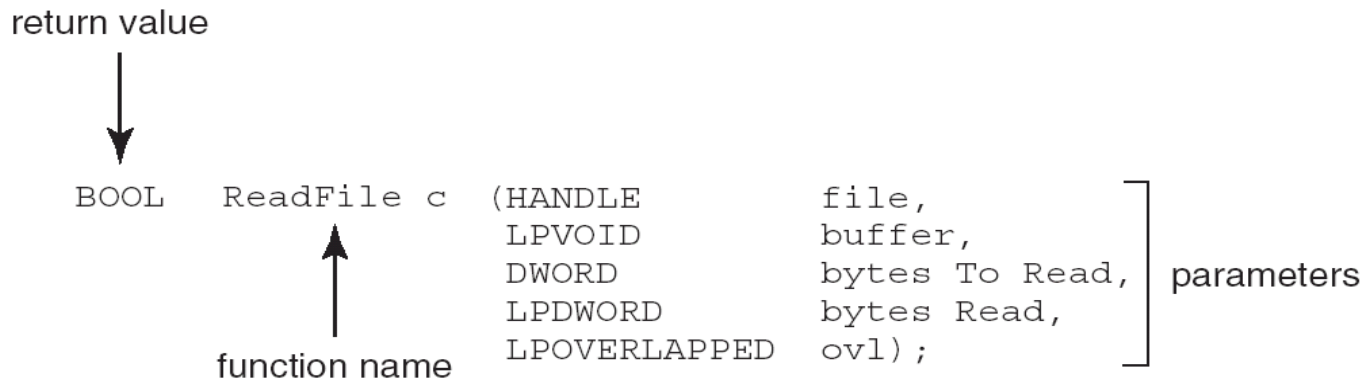 return value
BOOL ReadFile c (HANDLE file,
LPVOID buffer,
DWORD bytes To Read,
LPDWORD bytes Read,
LPOVERLAPPED ovl);
parameters
function name